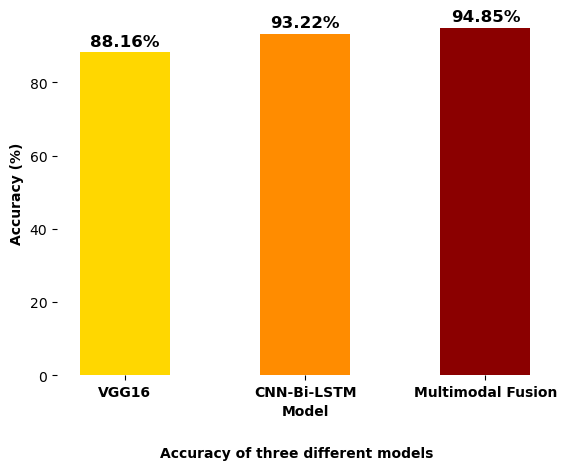 88.16%
93.22%
94.85%
Accuracy (%)
80
60
40
20
0
VGG16
CNN-Bi-LSTM
Multimodal Fusion
Model
Accuracy of three different models